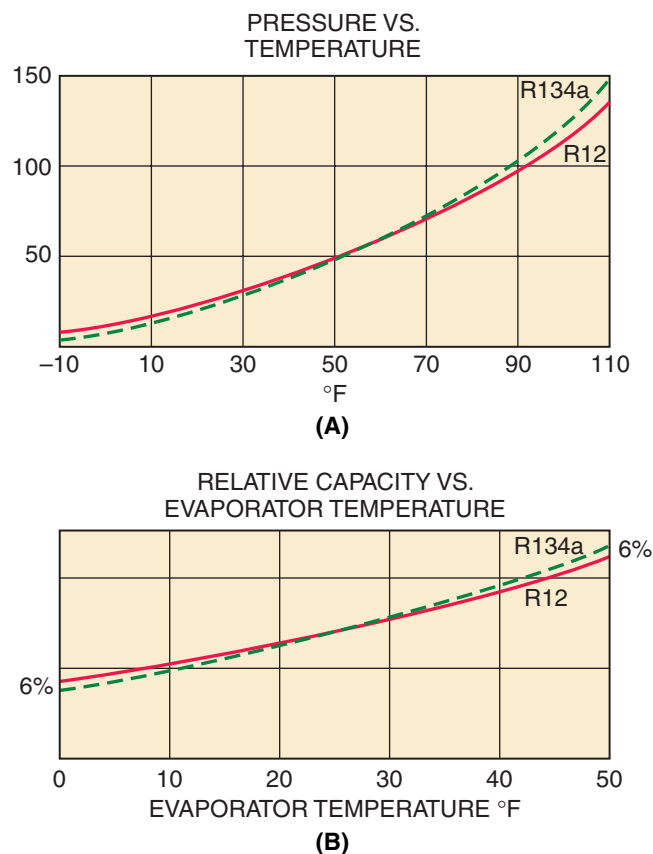 PRESSURE VS.
TEMPERATURE
150
R134a
R12
100
50
–10 10 30 50 70 90 110
°F
(A)
RELATIVE CAPACITY VS.
EVAPORATOR TEMPERATURE
R134a
6%
R12
6%
0 10 20 30 40 50
EVAPORATOR TEMPERATURE °F
(B)